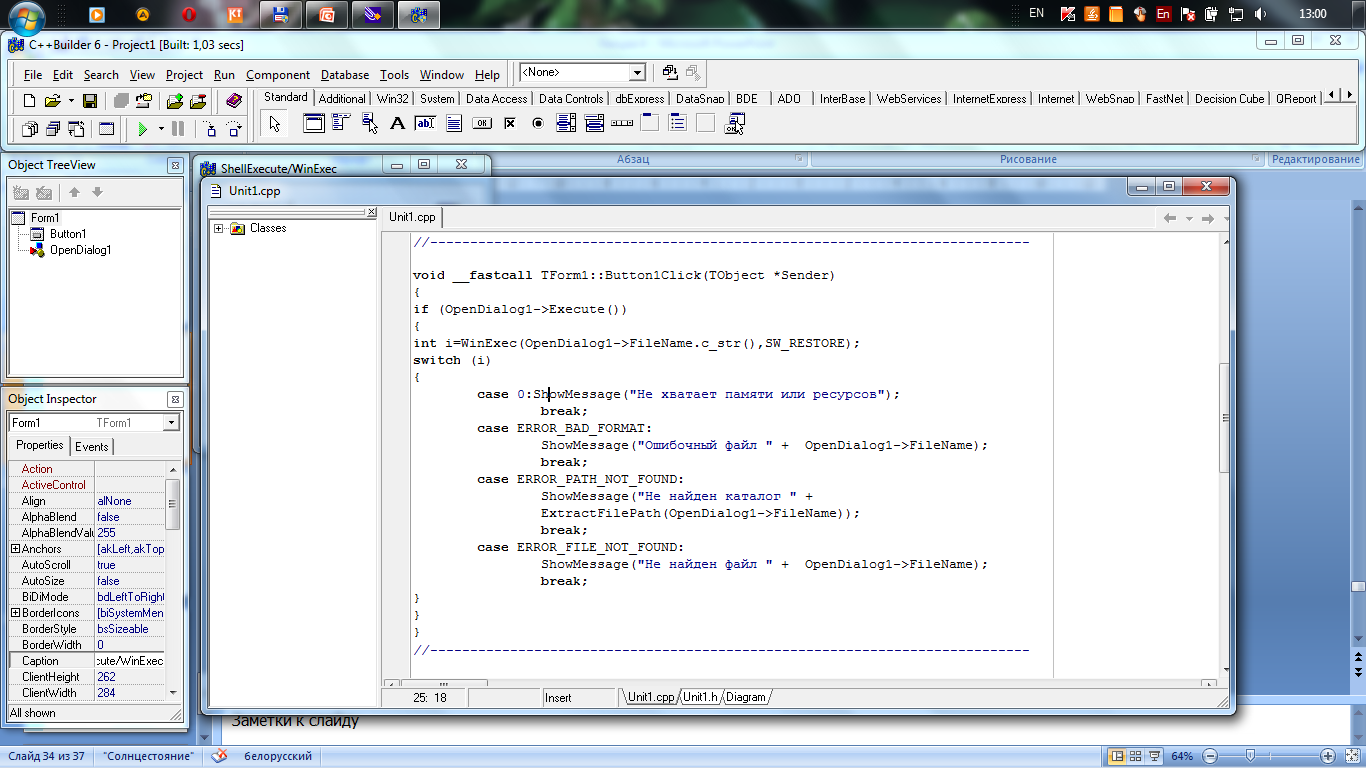 EN
En
13:00
C++Builder 6 - Project1 [Built: 1,03 secs]
File Edit Search View Project Run Component Database Tools Window Help
<None>
Standard Additional Win32 System Data Access Data Controls dbExpress DataSnap BDE ADO InterBase WebServices InternetExpress Internet WebSnap FastNet Decision Cube QReport
Абзац
Рисование
Редактирование
Object TreeView
Form1
Button1
OpenDialog1
ShellExecute/WinExec
Unit1.cpp
Classes
Unit1.cpp
//---------------------------------------------------------------------------
void __fastcall TForm1::Button1Click(TObject *Sender)
{
if (OpenDialog1->Execute())
{
int i=WinExec(OpenDialog1->FileName.c_str(),SW_RESTORE);
switch (i)
{
case 0:ShowMessage("Не хватает памяти или ресурсов");
break;
case ERROR_BAD_FORMAT:
ShowMessage("Ошибочный файл " +  OpenDialog1->FileName);
break;
case ERROR_PATH_NOT_FOUND:
ShowMessage("Не найден каталог " +
ExtractFilePath(OpenDialog1->FileName));
break;
case ERROR_FILE_NOT_FOUND:
ShowMessage("Не найден файл " +  OpenDialog1->FileName);
break;
}
}
}
//---------------------------------------------------------------------------
25: 18
Insert
Unit1.cpp Unit1.h Diagram
Object Inspector
Form1 TForm1
Properties Events
Action
ActiveControl
Align alNone
AlphaBlend false
AlphaBlendValu 255
Anchors [akLeft,akTop
AutoScroll true
AutoSize false
BiDiMode bdLeftToRight
BorderIcons [biSystemMen
BorderStyle bsSizeable
BorderWidth 0
Caption cute/WinExec
ClientHeight 262
ClientWidth 284
All shown
Заметки к слайду
Слайд 34 из 37 "Солнцестояние" белорусский
64%